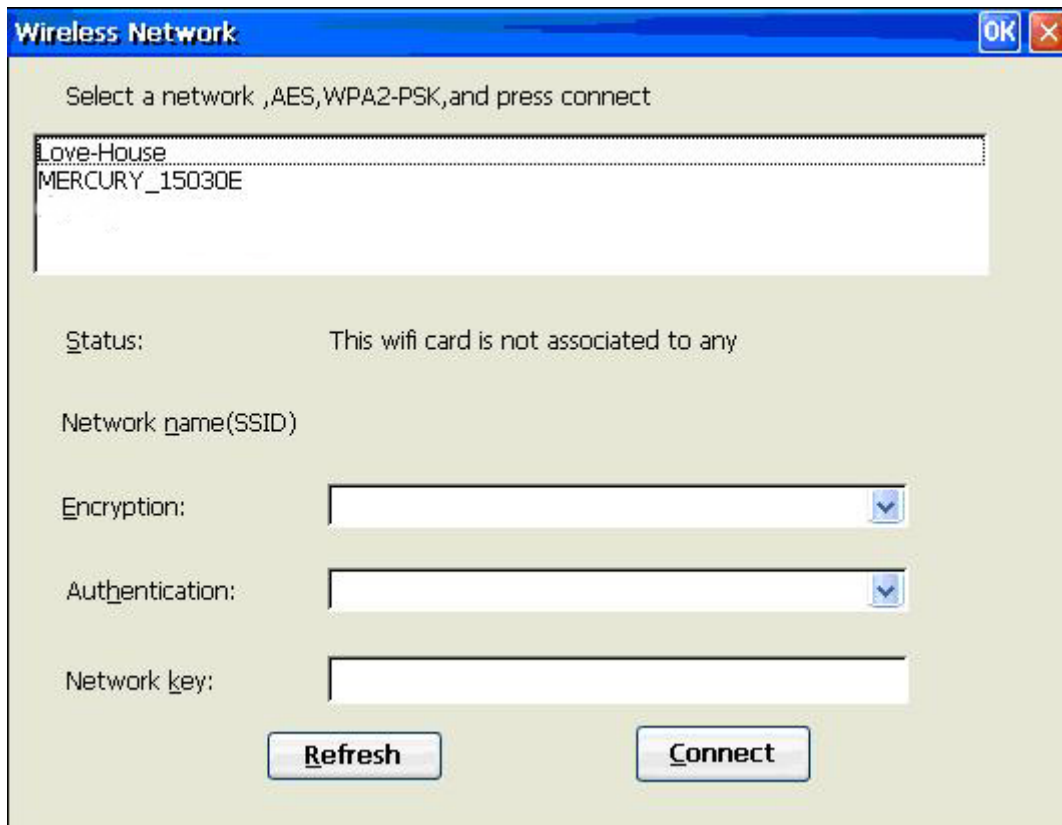 Wireless Network OK
Select a network ,AES,WPA2-PSK,and press connect
Love-House
MERCURY_15030E
Status: This wifi card is not associated to any
Network name(SSID)
Encryption:
Authentication:
Network key:
Refresh Connect